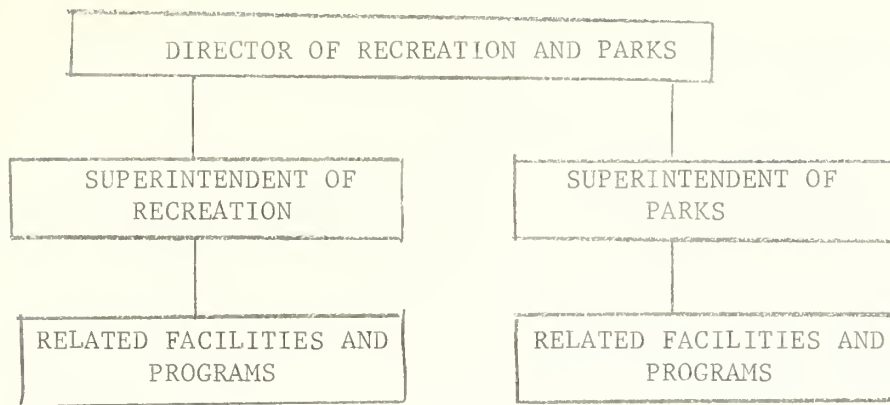 DIRECTOR OF RECREATION AND PARKS
SUPERINTENDENT OF
RECREATION
SUPERINTENDENT OF
PARKS
RELATED FACILITIES AND
PROGRAMS
RELATED FACILITIES AND
PROGRAMS